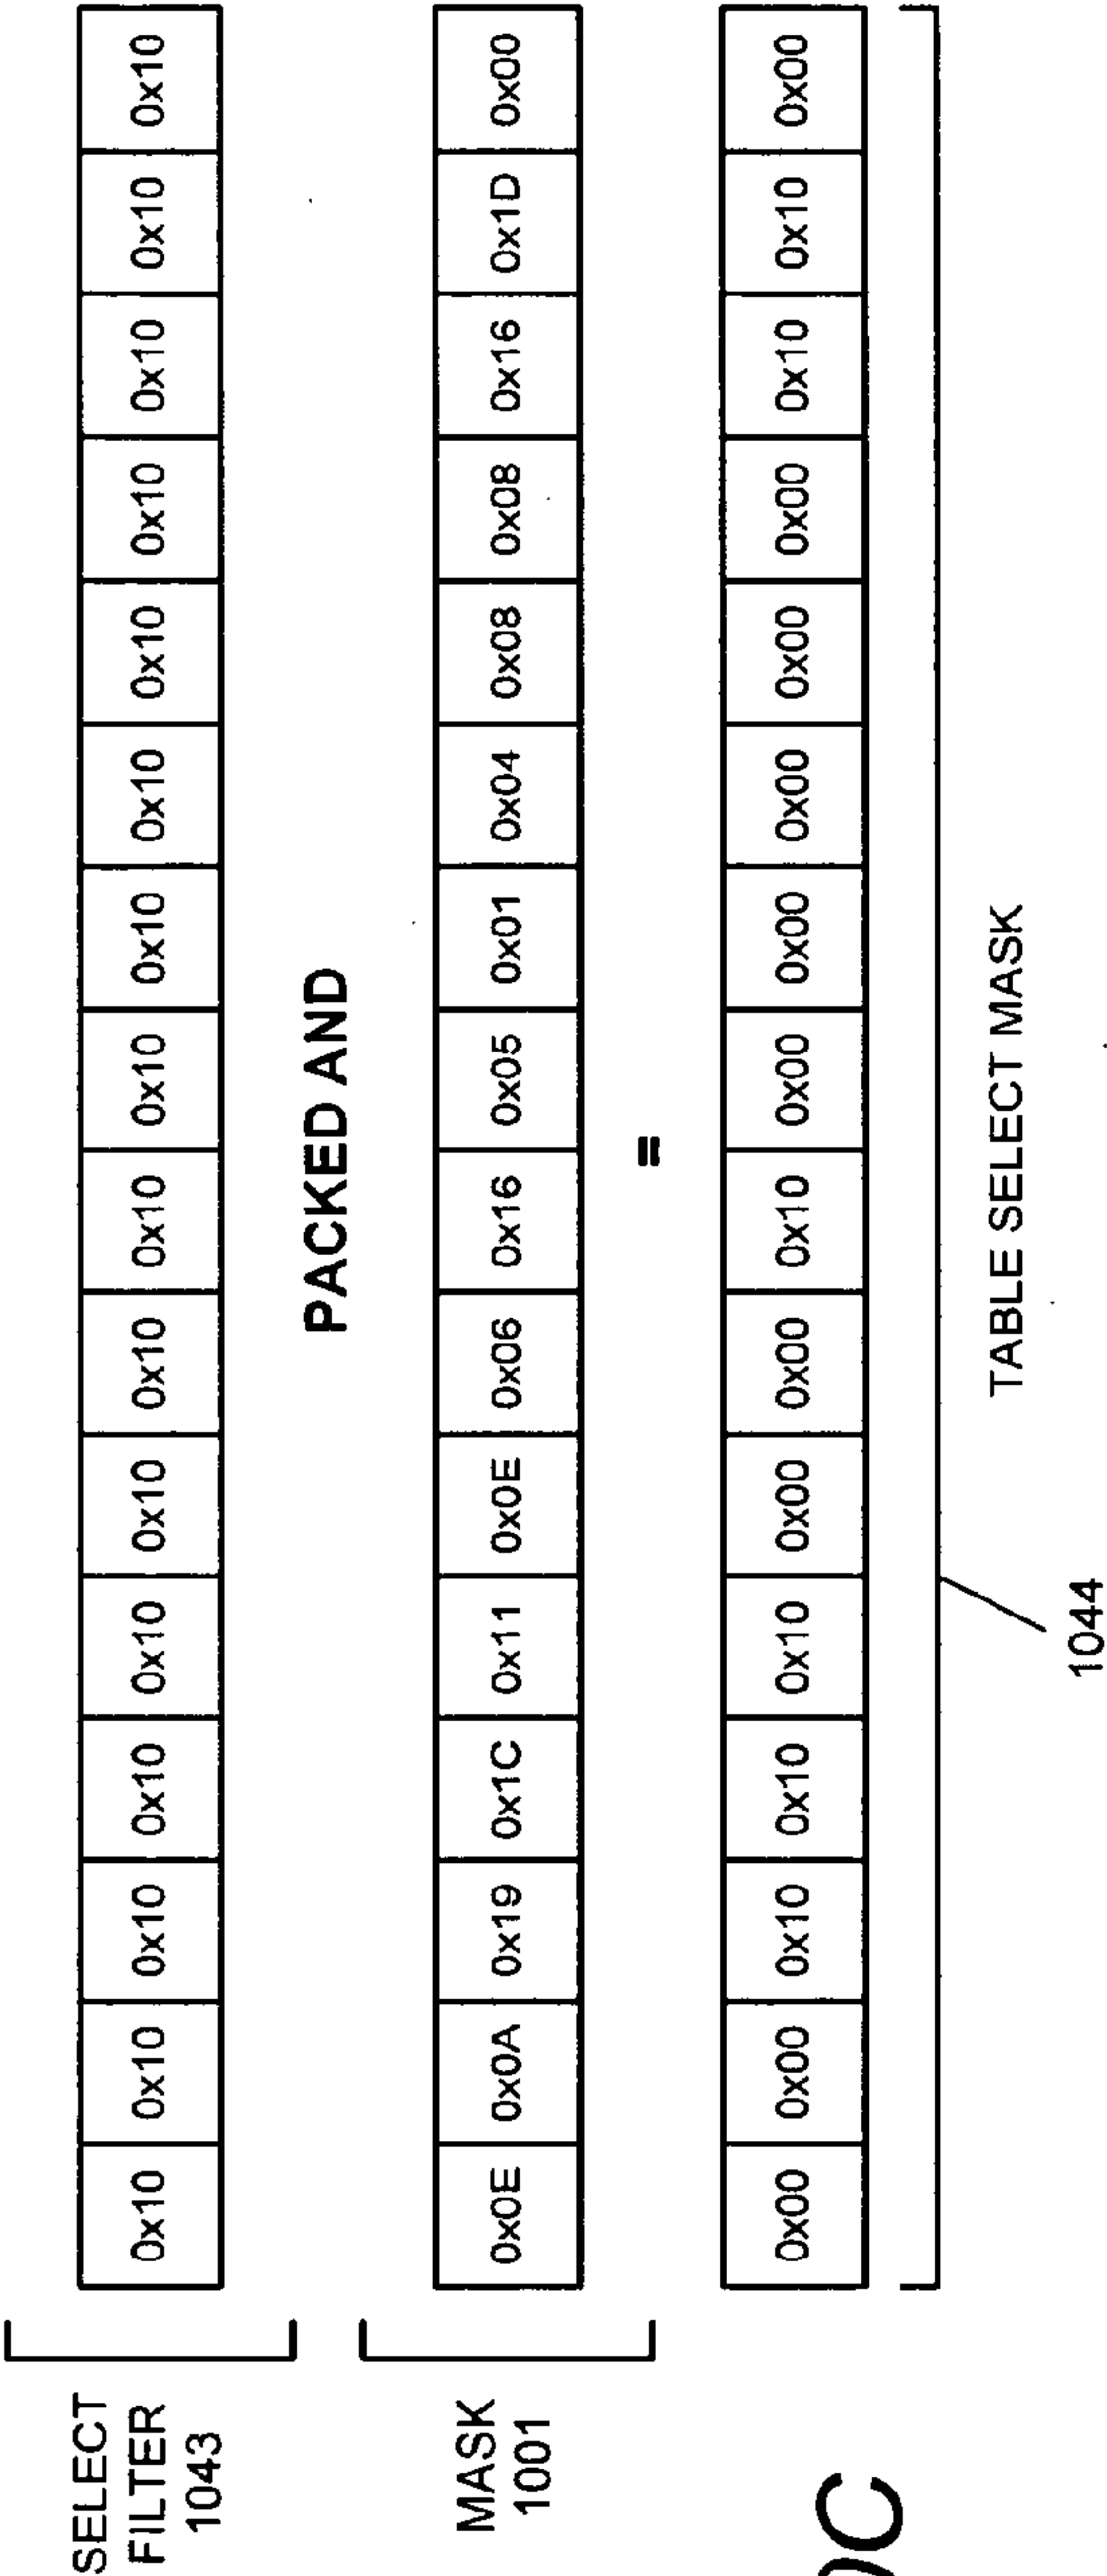 SELECT
FILTER
1043
0x10 0x10 0x10 0x10 0x10 0x10 0x10 0x10 0x10 0x10 0x10 0x10 0x10 0x10 0x10 0x10
PACKED AND
MASK
1001
0x0E 0x0A 0x19 0x1C 0x11 0x0E 0x06 0x16 0x05 0x01 0x04 0x08 0x08 0x16 0x1D 0x00
=
0x00 0x00 0x10 0x10 0x10 0x00 0x00 0x10 0x00 0x00 0x00 0x00 0x00 0x10 0x10 0x00
TABLE SELECT MASK
1044
C